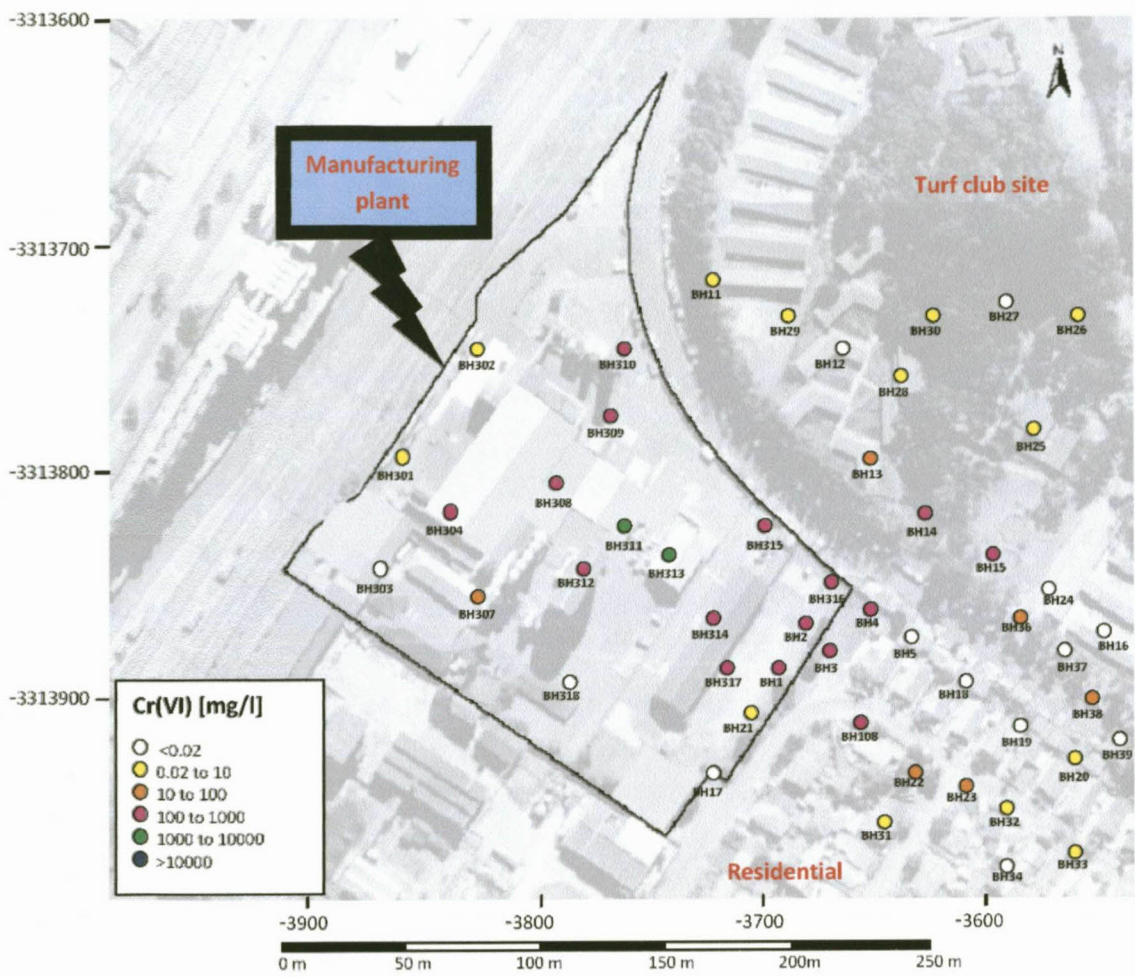 -3313600
N
Manufacturing
plant
Turf club site
-3313700
BH11
BH29
BH30
BH27
BH26
BH302
BH310
BH12
BH28
BH309
BH25
-3313800
BH301
BH13
BH308
BH304
BH14
BH311
BH315
BH313
BH15
BH303
BH312
BH316
BH24
BH307
BH314
BH2
BH4
BH36
BH5
BH16
BH3
BH37
BH317
BH1
BH318
BH18
-3313900
BH38
BH21
BH108
BH19
BH39
BH17
BH22
BH23
BH20
BH31
BH32
BH33
BH34
Residential
Cr(VI) [mg/l]
<0.02
0.02 to 10
10 to 100
100 to 1000
1000 to 10000
>10000
-3900
-3800
-3700
-3600
0 m
50 m
100 m
150 m
200m
250 m